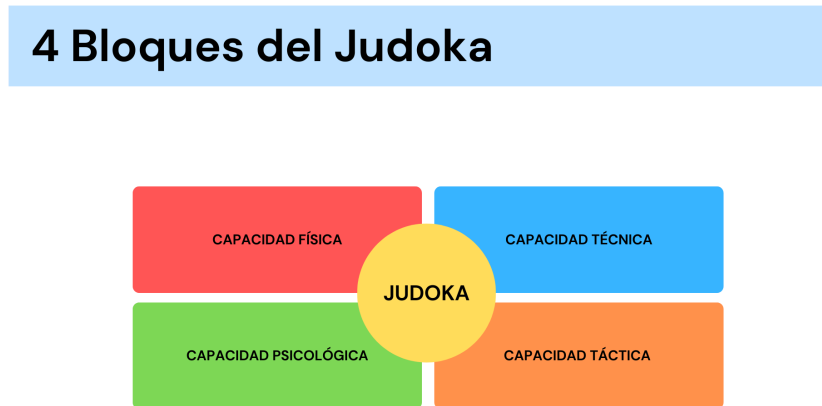 4 Bloques del Judoka
CAPACIDAD FÍSICA
CAPACIDAD TÉCNICA
JUDOKA
CAPACIDAD PSICOLÓGICA
CAPACIDAD TÁCTICA